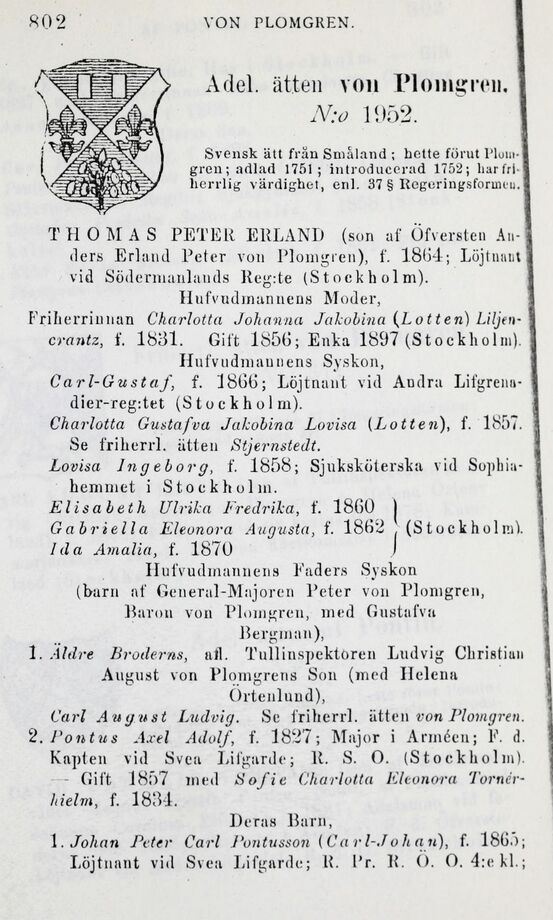 802 VON PLOMGREN.
Adel. ätten von Plomgren.
N:o 1952.
Svensk ätt från Småland; hette förut Plom-
gren; adlad 1751; introducerad 1752; har fri-
herrlig värdighet, enl. 37 § Regeringsformen.
THOMAS PETER ERLAND (son af Öfversten An-
ders Erland Peter von Plomgren), f. 1864; Löjtnant
vid Södermanlands Reg:te (Stockholm).
Hufvudmannens Moder,
Friherrinnan Charlotta Johanna Jakobina (Lotten) Liljen-
crantz, f. 1831. Gift 1856; Enka 1897 (Stockholm).
Hufvudmannens Syskon,
Carl-Gustaf, f. 1866; Löjtnant vid Andra Lifgrena-
dier-reg:tet (Stockholm).
Charlotta Gustafva Jakobina Lovisa (Lotten), f. 1857.
Se friherrl. ätten Stjernstedt.
Lovisa Ingeborg, f. 1858; Sjuksköterska vid Sophia-
hemmet i Stockholm.
Elisabeth Ulrika Fredrika, f. 1860
Gabriella Eleonora Augusta, f. 1862 (Stockholm).
Ida Amalia, f. 1870
Hufvudmannens Faders Syskon
(barn af General-Majoren Peter von Plomgren,
Baron von Plomgren, med Gustafva
Bergman),
1. Äldre Broderns, afl. Tullinspektoren Ludvig Christian
August von Plomgrens Son (med Helena
Örtenlund),
Carl August Ludvig. Se friherrl. ätten von Plomgren.
2. Pontus Axel Adolf, f. 1827; Major i Arméen; F. d.
Kapten vid Svea Lifgarde; R. S. O. (Stockholm).
— Gift 1857 med Sofie Charlotta Eleonora Tornér-
hielm, f. 1834.
Deras Barn,
1. Johan Peter Carl Pontusson (Carl-Johan), f. 1865;
Löjtnant vid Svea Lifgarde; R. Pr. R. Ö. O. 4:e kl.;